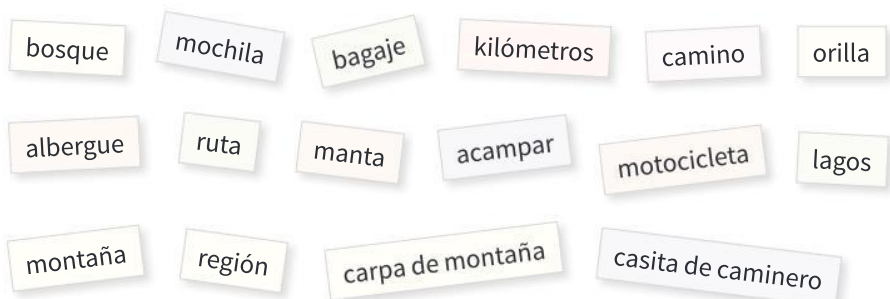 bosque mochila bagaje kilómetros camino orilla
albergue ruta manta acampar motocicleta lagos
montaña región carpa de montaña casita de caminero